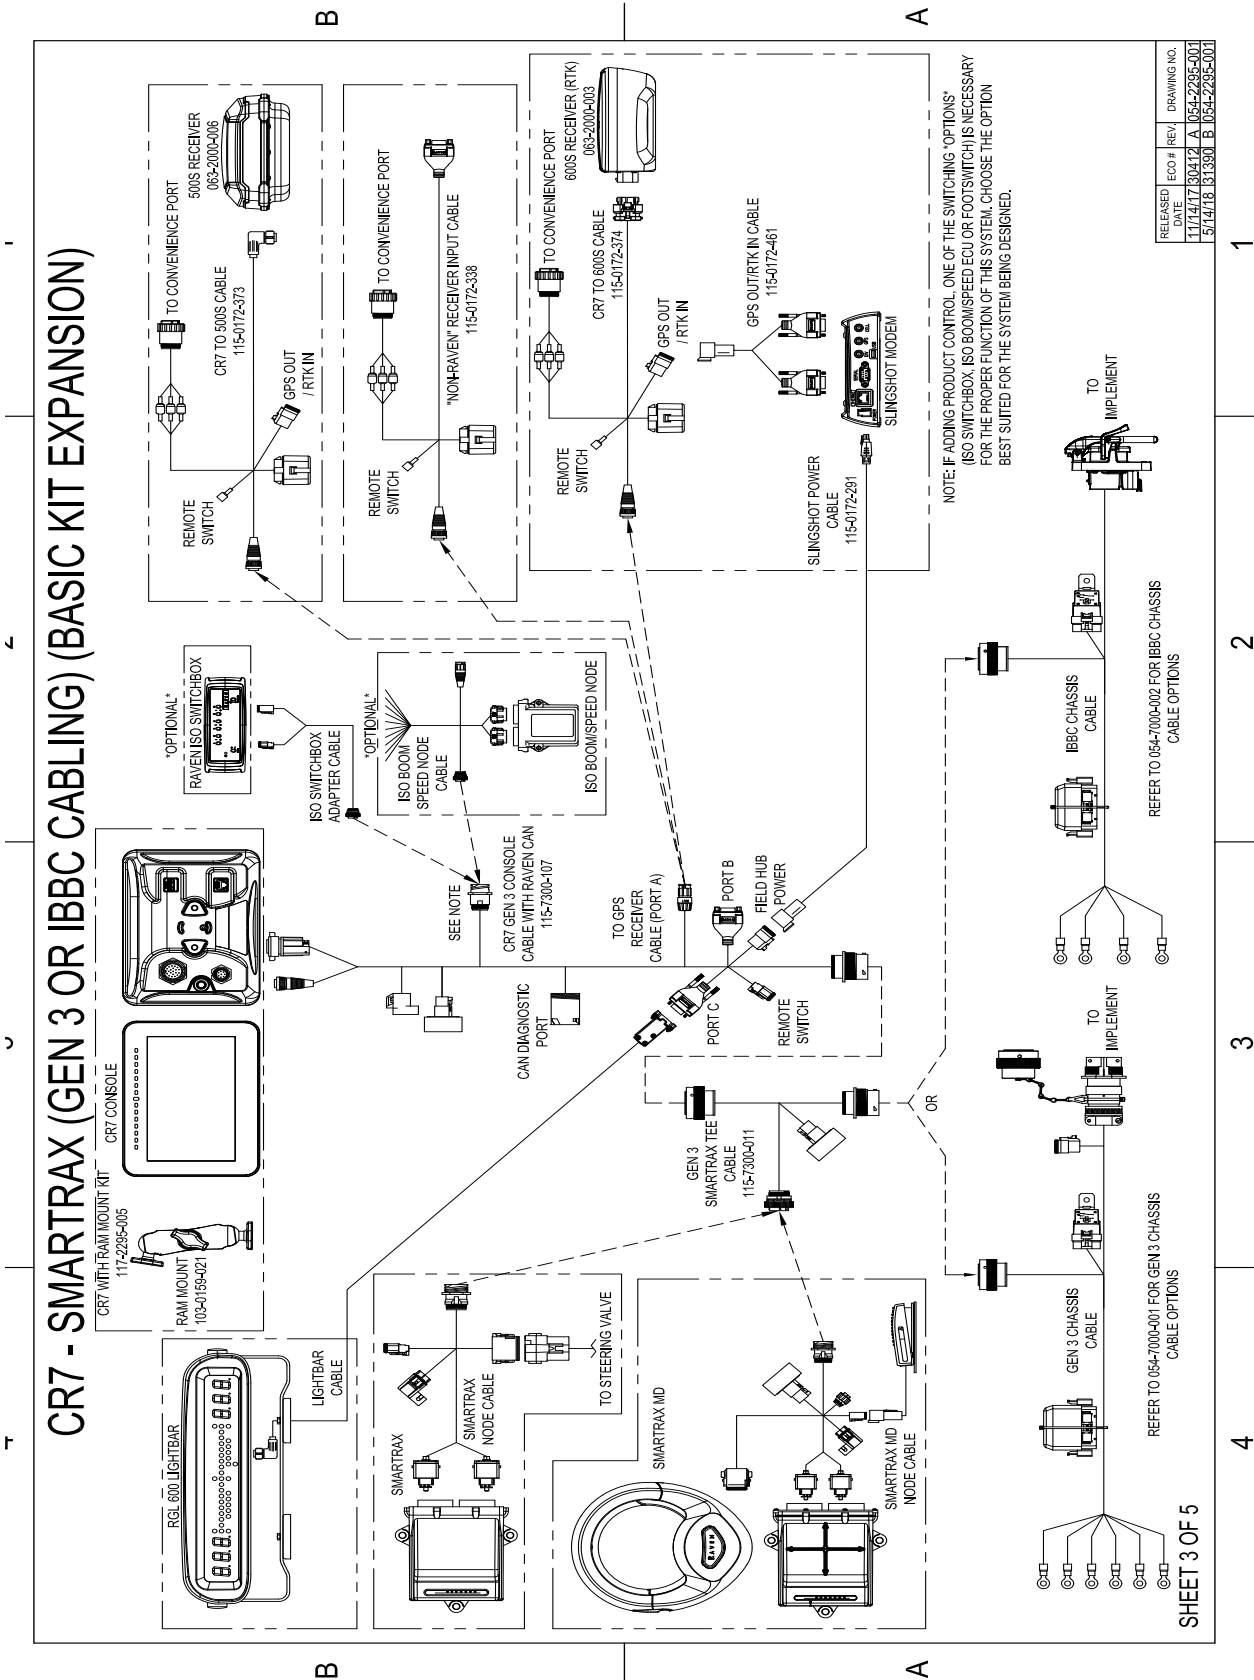 CR7 - SMARTRAX (GEN 3 OR IBBC CABLING) (BASIC KIT EXPANSION)
4
3
2
1
B
A
RGL 600 LIGHTBAR
LIGHTBAR
CABLE
CR7 WITH RAM MOUNT KIT
117-2295-005
RAM MOUNT
103-0159-021
CR7 CONSOLE
*OPTIONAL*
RAVEN ISO SWITCHBOX
ISO SWITCHBOX
ADAPTER CABLE
*OPTIONAL*
ISO BOOM
SPEED NODE
CABLE
ISO BOOM/SPEED NODE
SEE NOTE
CR7 GEN 3 CONSOLE
CABLE WITH RAVEN CAN
115-7300-107
CAN DIAGNOSTIC
PORT
TO GPS
RECEIVER
CABLE (PORT A)
PORT B
PORT C
FIELD HUB
POWER
REMOTE
SWITCH
REMOTE
SWITCH
TO CONVENIENCE PORT
500S RECEIVER
063-2000-006
CR7 TO 500S CABLE
115-0172-373
GPS OUT
/ RTK IN
REMOTE
SWITCH
TO CONVENIENCE PORT
"NON-RAVEN" RECEIVER INPUT CABLE
115-0172-338
REMOTE
SWITCH
TO CONVENIENCE PORT
600S RECEIVER (RTK)
063-2000-003
CR7 TO 600S CABLE
115-0172-374
GPS OUT
/ RTK IN
GPS OUT/RTK IN CABLE
115-0172-461
SLINGSHOT MODEM
SLINGSHOT POWER
CABLE
115-0172-291
NOTE: IF ADDING PRODUCT CONTROL, ONE OF THE SWITCHING *OPTIONS*
(ISO SWITCHBOX, ISO BOOM/SPEED ECU OR FOOTSWITCH) IS NECESSARY
FOR THE PROPER FUNCTION OF THIS SYSTEM. CHOOSE THE OPTION
BEST SUITED FOR THE SYSTEM BEING DESIGNED.
SMARTRAX
SMARTRAX
NODE CABLE
TO STEERING VALVE
SMARTRAX MD
RAVEN
SMARTRAX MD
NODE CABLE
GEN 3
SMARTRAX TEE
CABLE
115-7300-011
OR
GEN 3 CHASSIS
CABLE
REFER TO 054-7000-001 FOR GEN 3 CHASSIS
CABLE OPTIONS
TO
IMPLEMENT
IBBC CHASSIS
CABLE
REFER TO 054-7000-002 FOR IBBC CHASSIS
CABLE OPTIONS
TO
IMPLEMENT
RELEASED DATE ECO # REV. DRAWING NO.
11/14/17 30412 A 054-2295-001
5/14/18 31390 B 054-2295-001
SHEET 3 OF 5
B
A
4
3
2
1